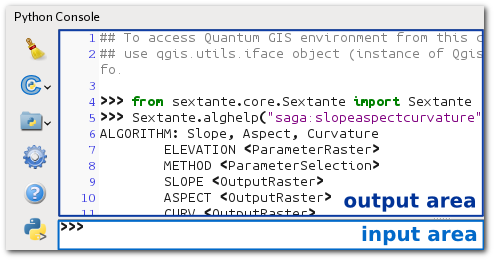 Python Console
1 ## To access Quantum GIS environment from this c
2 ## use qgis.utils.iface object (instance of Qgis
fo.
3
4 >>> from sextante.core.Sextante import Sextante
5 >>> Sextante.alghelp("saga:slopeaspectcurvature"
6 ALGORITHM: Slope, Aspect, Curvature
7 ELEVATION <ParameterRaster>
8 METHOD <ParameterSelection>
9 SLOPE <OutputRaster>
10 ASPECT <OutputRaster>
11 CURV <OutputRaster>
output area
>>>
input area